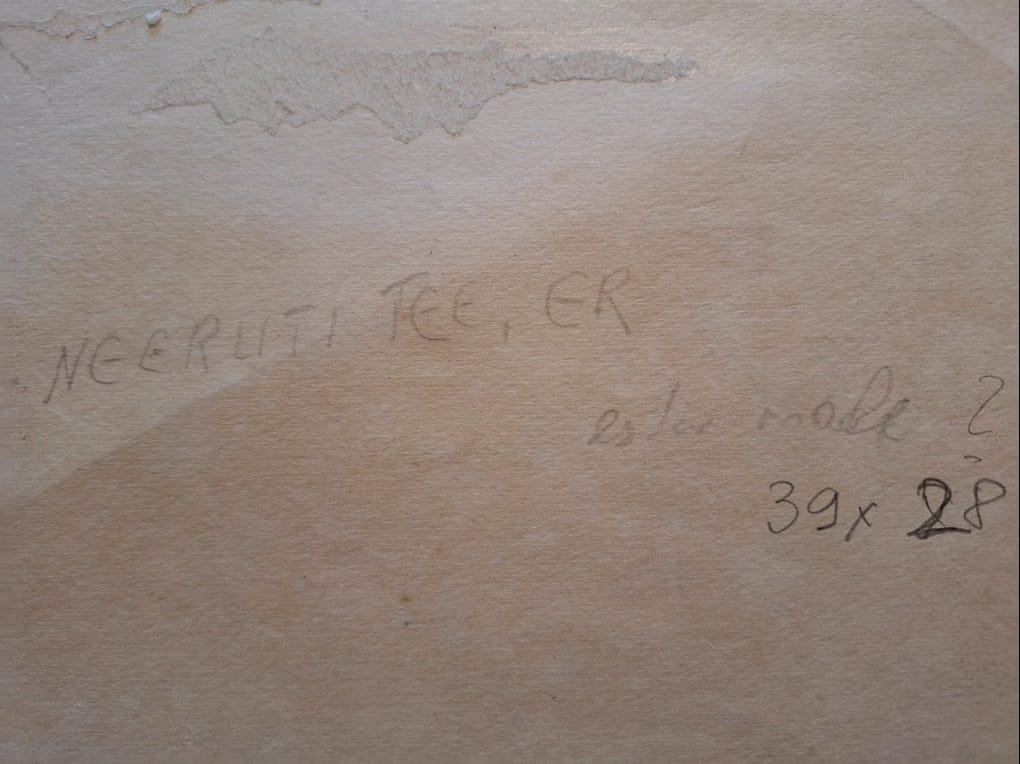 NEERUTI TEE, ER
?
39x 28